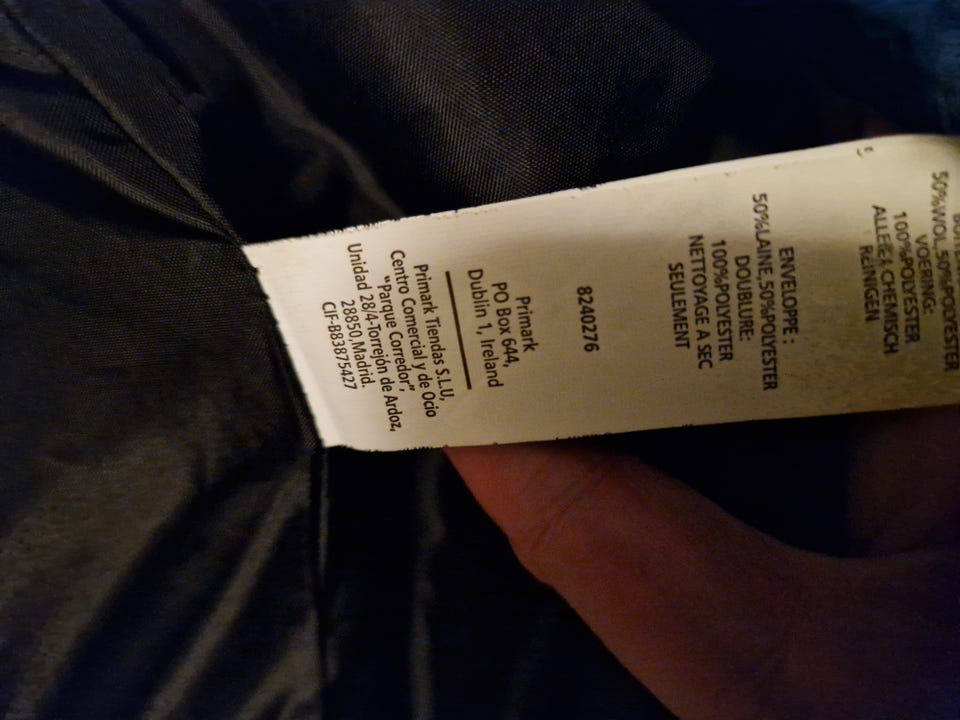 50%WOL,50%POLYESTER
VOERING:
100%POLYESTER
ALLEEN CHEMISCH
REINIGEN
ENVELOPPE :
50%LAINE,50%POLYESTER
DOUBLURE:
100%POLYESTER
NETTOYAGE A SEC
SEULEMENT
8240276
Primark
PO Box 644,
Dublin 1, Ireland
Primark Tiendas S.L.U,
Centro Comercial y de Ocio
"Parque Corredor",
Unidad 28/4-Torrejón de Ardoz,
28850,Madrid.
CIF-B83875427